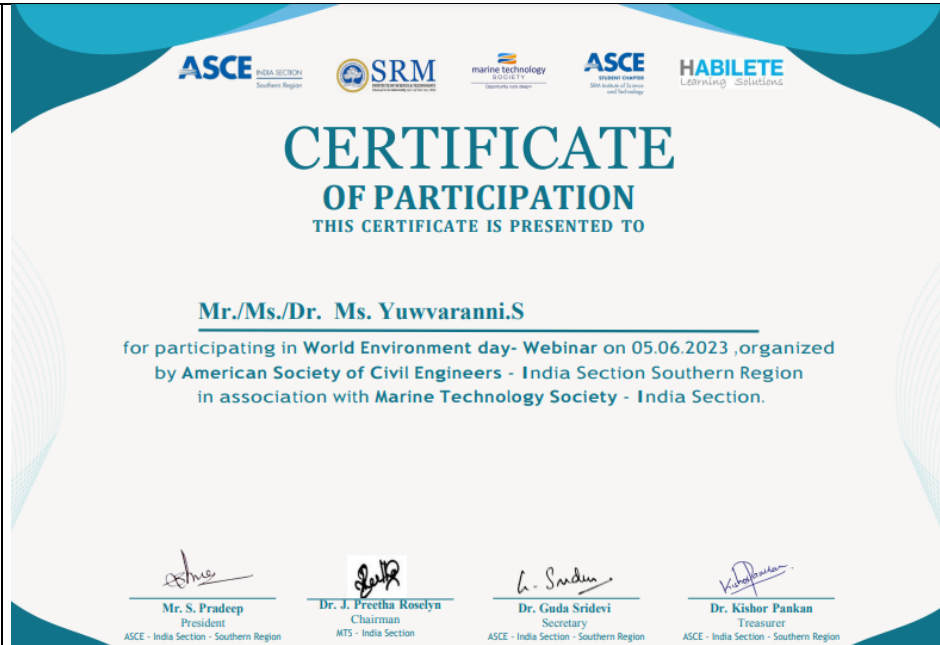 ASCE INDIA SECTION
Southern Region
SRM
marine technology
SOCIETY
Opportunity runs deep
ASCE
STUDENT CHAPTER
SRM Institute of Science
and Technology
HABILETE
Learning Solutions
CERTIFICATE
OF PARTICIPATION
THIS CERTIFICATE IS PRESENTED TO
Mr./Ms./Dr. Ms. Yuwvaranni.S
for participating in World Environment day- Webinar on 05.06.2023 ,organized
by American Society of Civil Engineers - India Section Southern Region
in association with Marine Technology Society - India Section.
Mr. S. Pradeep
President
ASCE - India Section - Southern Region
Dr. J. Preetha Roselyn
Chairman
MTS - India Section
G. Sridevi
Dr. Guda Sridevi
Secretary
ASCE - India Section - Southern Region
Dr. Kishor Pankan
Treasurer
ASCE - India Section - Southern Region